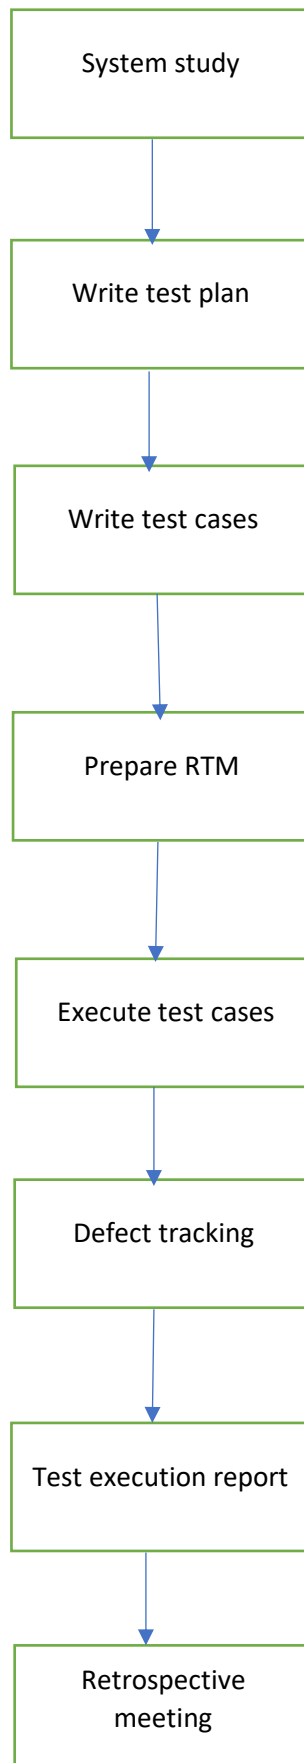 System study
Write test plan
Write test cases
Prepare RTM
Execute test cases
Defect tracking
Test execution report
Retrospective
meeting